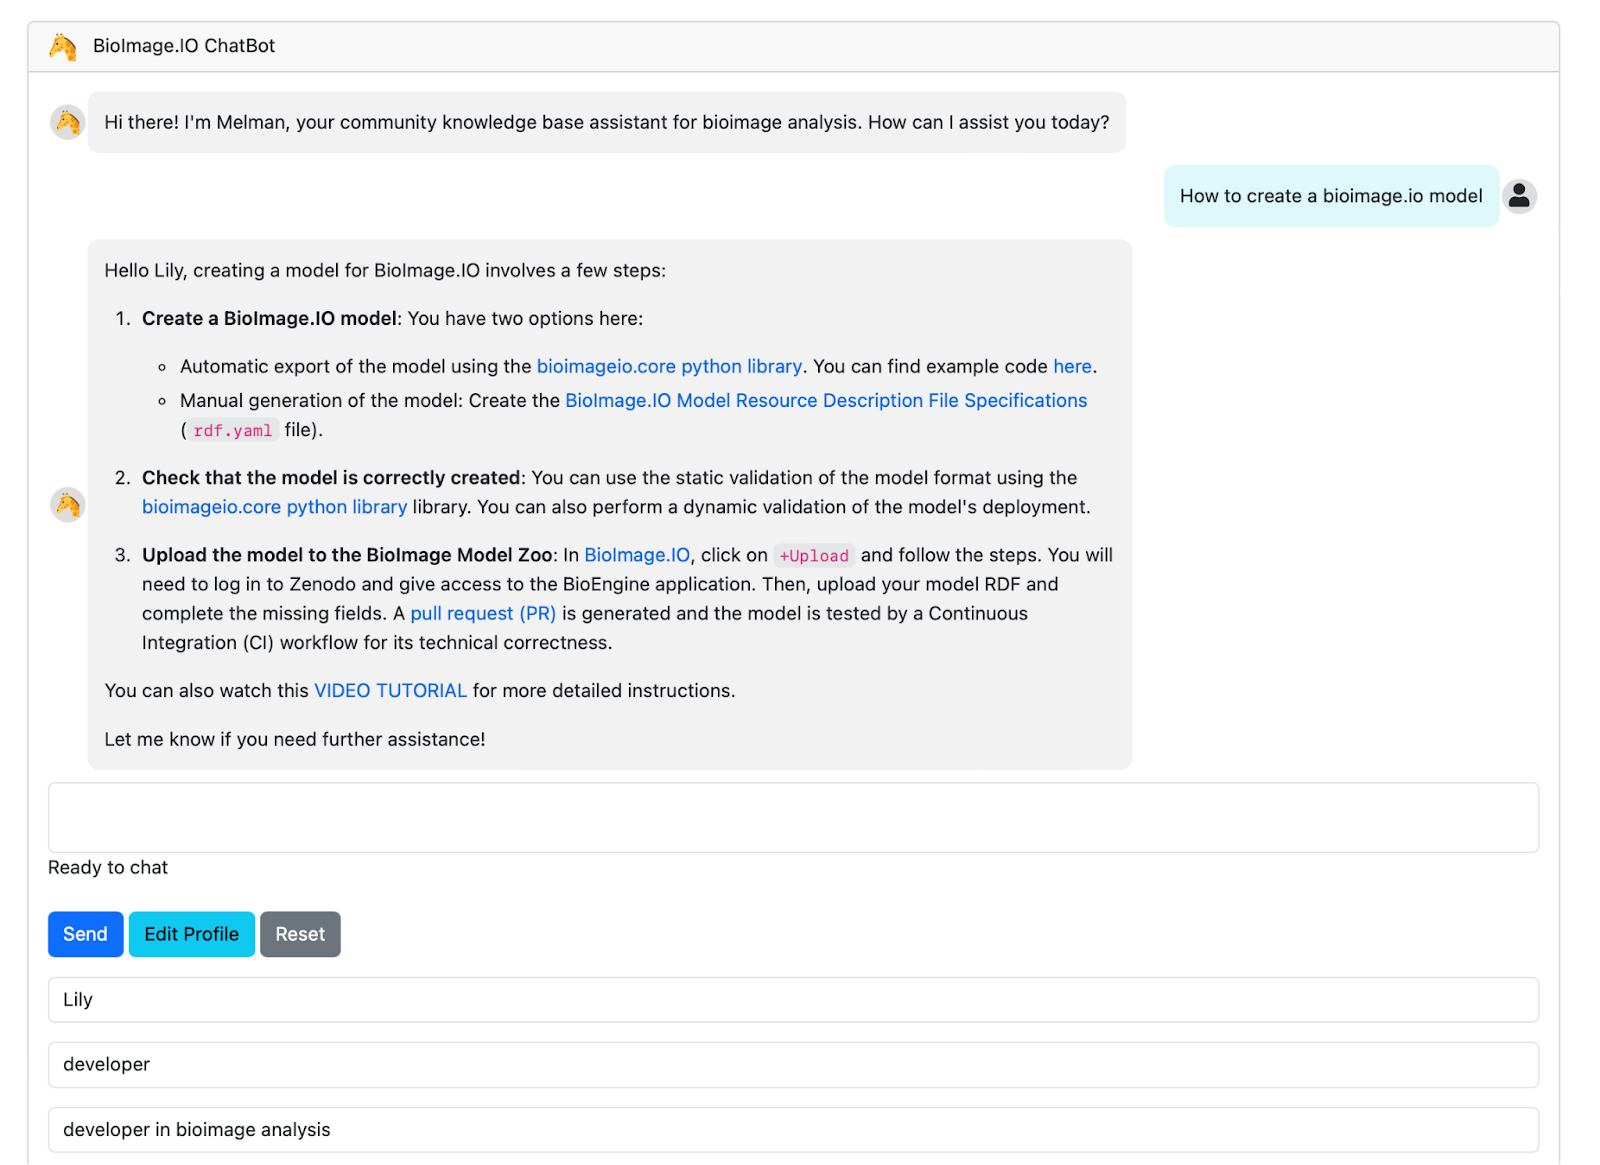 BioImage.IO ChatBot
Hi there! I'm Melman, your community knowledge base assistant for bioimage analysis. How can I assist you today?
How to create a bioimage.io model
Hello Lily, creating a model for BioImage.IO involves a few steps:
1. Create a BioImage.IO model: You have two options here:
◦ Automatic export of the model using the bioimageio.core python library. You can find example code here.
◦ Manual generation of the model: Create the BioImage.IO Model Resource Description File Specifications
( rdf.yaml file).
2. Check that the model is correctly created: You can use the static validation of the model format using the
bioimageio.core python library library. You can also perform a dynamic validation of the model's deployment.
3. Upload the model to the BioImage Model Zoo: In BioImage.IO, click on +Upload and follow the steps. You will
need to log in to Zenodo and give access to the BioEngine application. Then, upload your model RDF and
complete the missing fields. A pull request (PR) is generated and the model is tested by a Continuous
Integration (CI) workflow for its technical correctness.
You can also watch this VIDEO TUTORIAL for more detailed instructions.
Let me know if you need further assistance!
Ready to chat
Send Edit Profile Reset
Lily
developer
developer in bioimage analysis